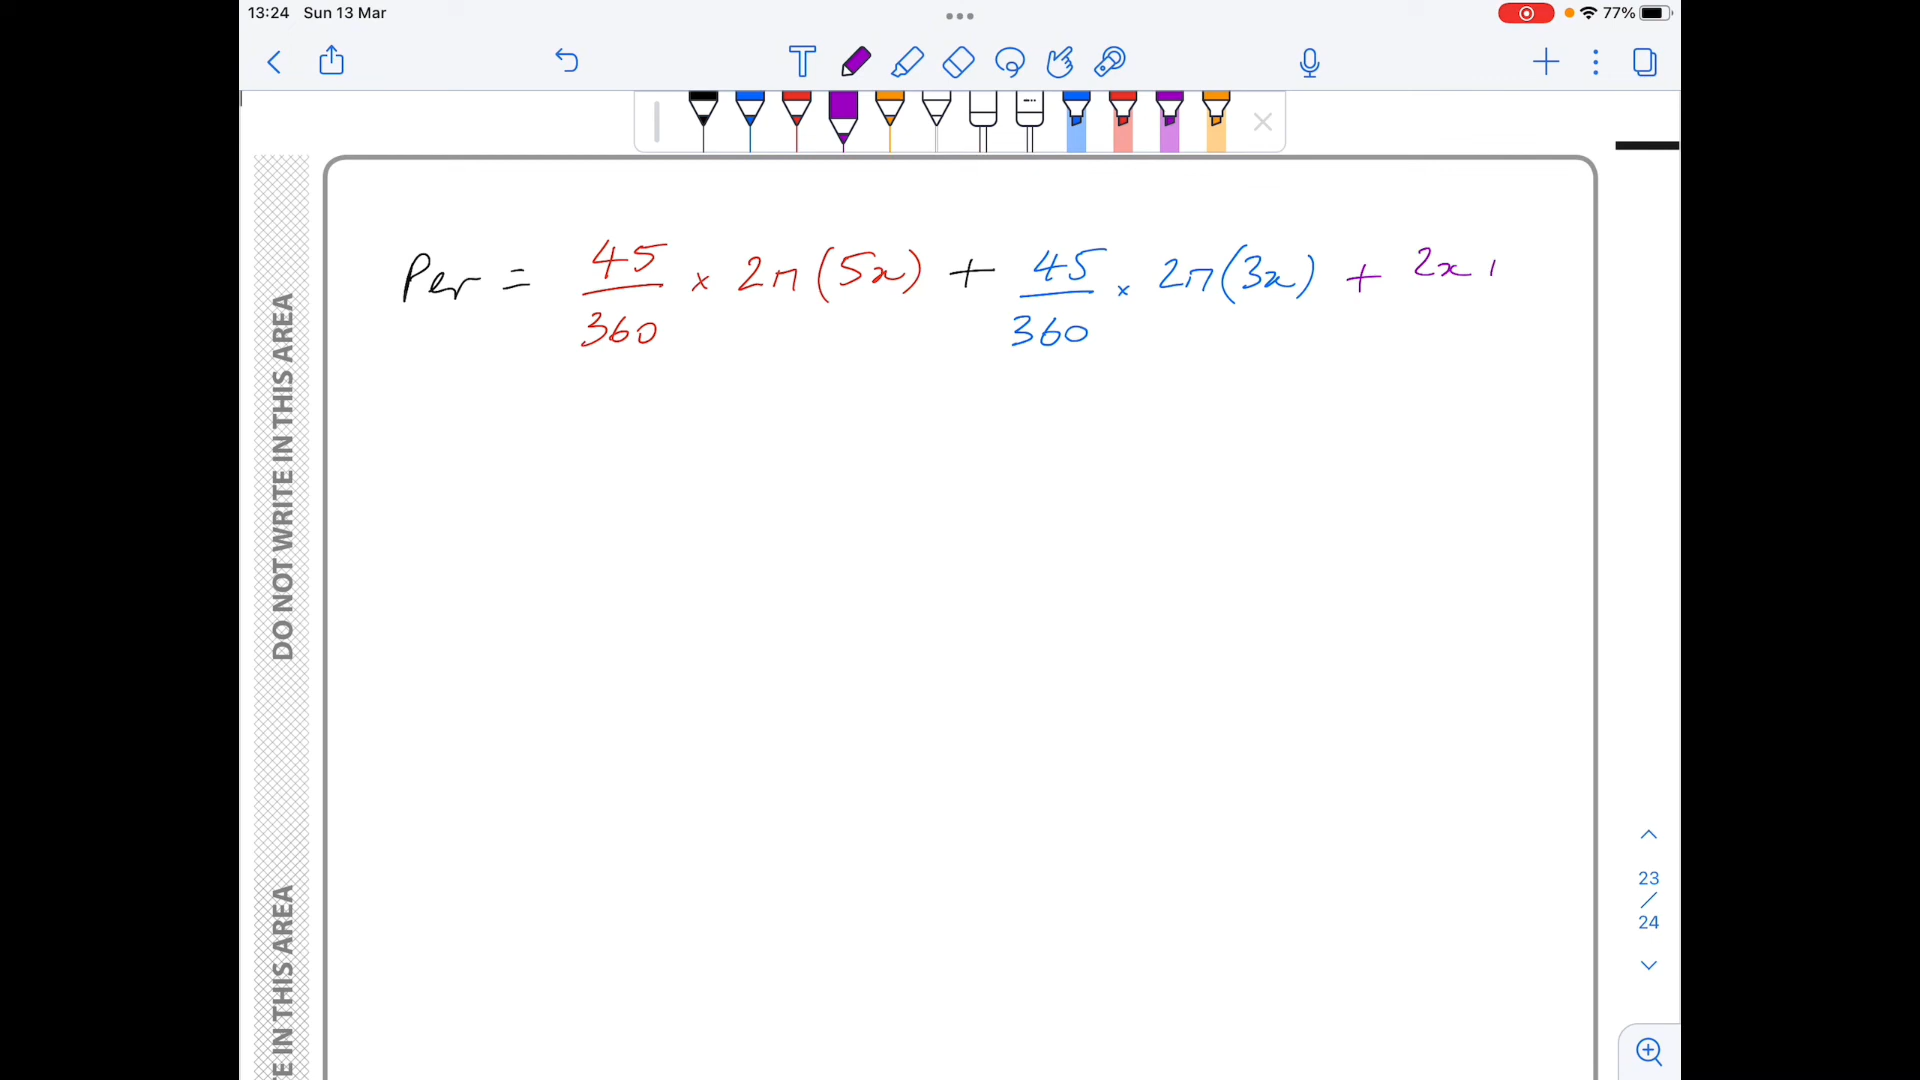 13:24 Sun 13 Mar
77%
Per = 45/360 × 2π(5x) + 45/360 × 2π(3x) + 2x
DO NOT WRITE IN THIS AREA
TE IN THIS AREA
23
/
24